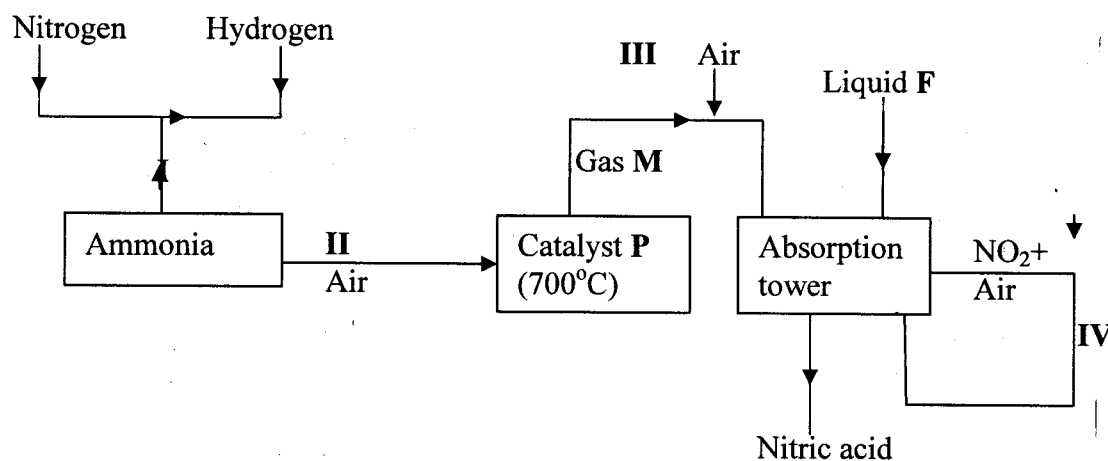 Nitrogen
Hydrogen
III
Air
Liquid F
Gas M
I
Ammonia
II
Air
Catalyst P
(700°C)
Absorption
tower
NO₂+
Air
IV
Nitric acid